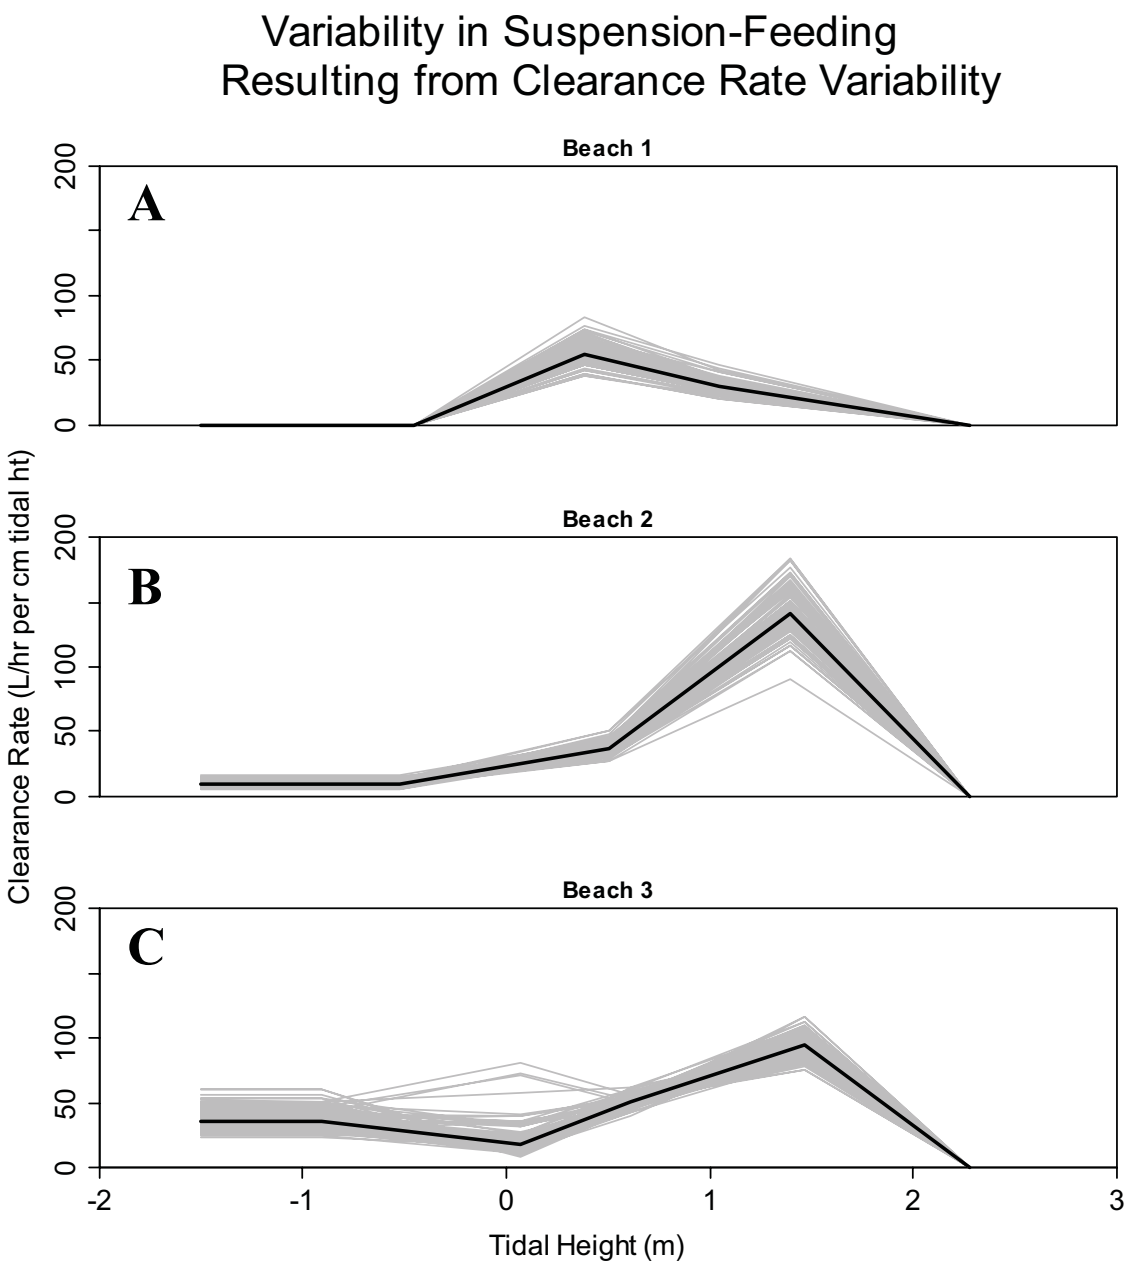 Variability in Suspension-Feeding
Resulting from Clearance Rate Variability
Beach 1
A
200
100
50
0
Beach 2
B
200
100
50
0
Clearance Rate (L/hr per cm tidal ht)
Beach 3
C
200
100
50
0
-2 -1 0 1 2 3
Tidal Height (m)